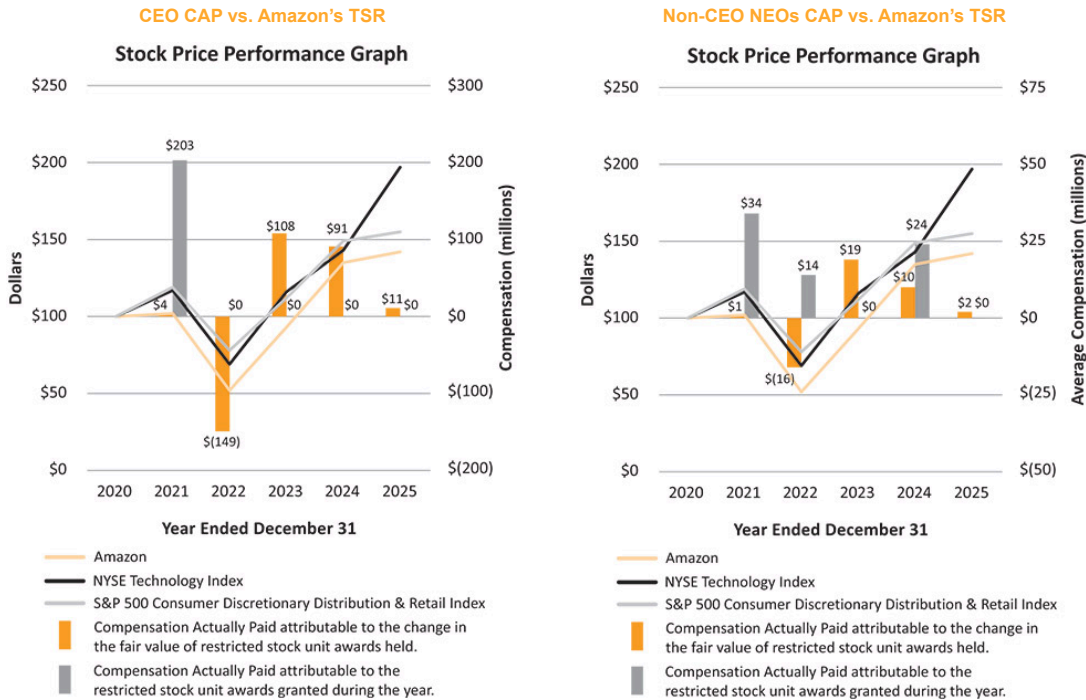 CEO CAP vs. Amazon's TSR
Stock Price Performance Graph
$250
$200
$150
$100
$50
$0
Dollars
$300
$200
$100
$0
$(100)
$(200)
Compensation (millions)
$4
$203
$(149)
$0
$108
$0
$91
$0
$11
$0
2020
2021
2022
2023
2024
2025
Year Ended December 31
Amazon
NYSE Technology Index
S&P 500 Consumer Discretionary Distribution & Retail Index
Compensation Actually Paid attributable to the change in
the fair value of restricted stock unit awards held.
Compensation Actually Paid attributable to the
restricted stock unit awards granted during the year.
Non-CEO NEOs CAP vs. Amazon's TSR
Stock Price Performance Graph
$250
$200
$150
$100
$50
$0
Dollars
$75
$50
$25
$0
$(25)
$(50)
Average Compensation (millions)
$1
$34
$(16)
$14
$19
$0
$10
$24
$2
$0
2020
2021
2022
2023
2024
2025
Year Ended December 31
Amazon
NYSE Technology Index
S&P 500 Consumer Discretionary Distribution & Retail Index
Compensation Actually Paid attributable to the change in
the fair value of restricted stock unit awards held.
Compensation Actually Paid attributable to the
restricted stock unit awards granted during the year.